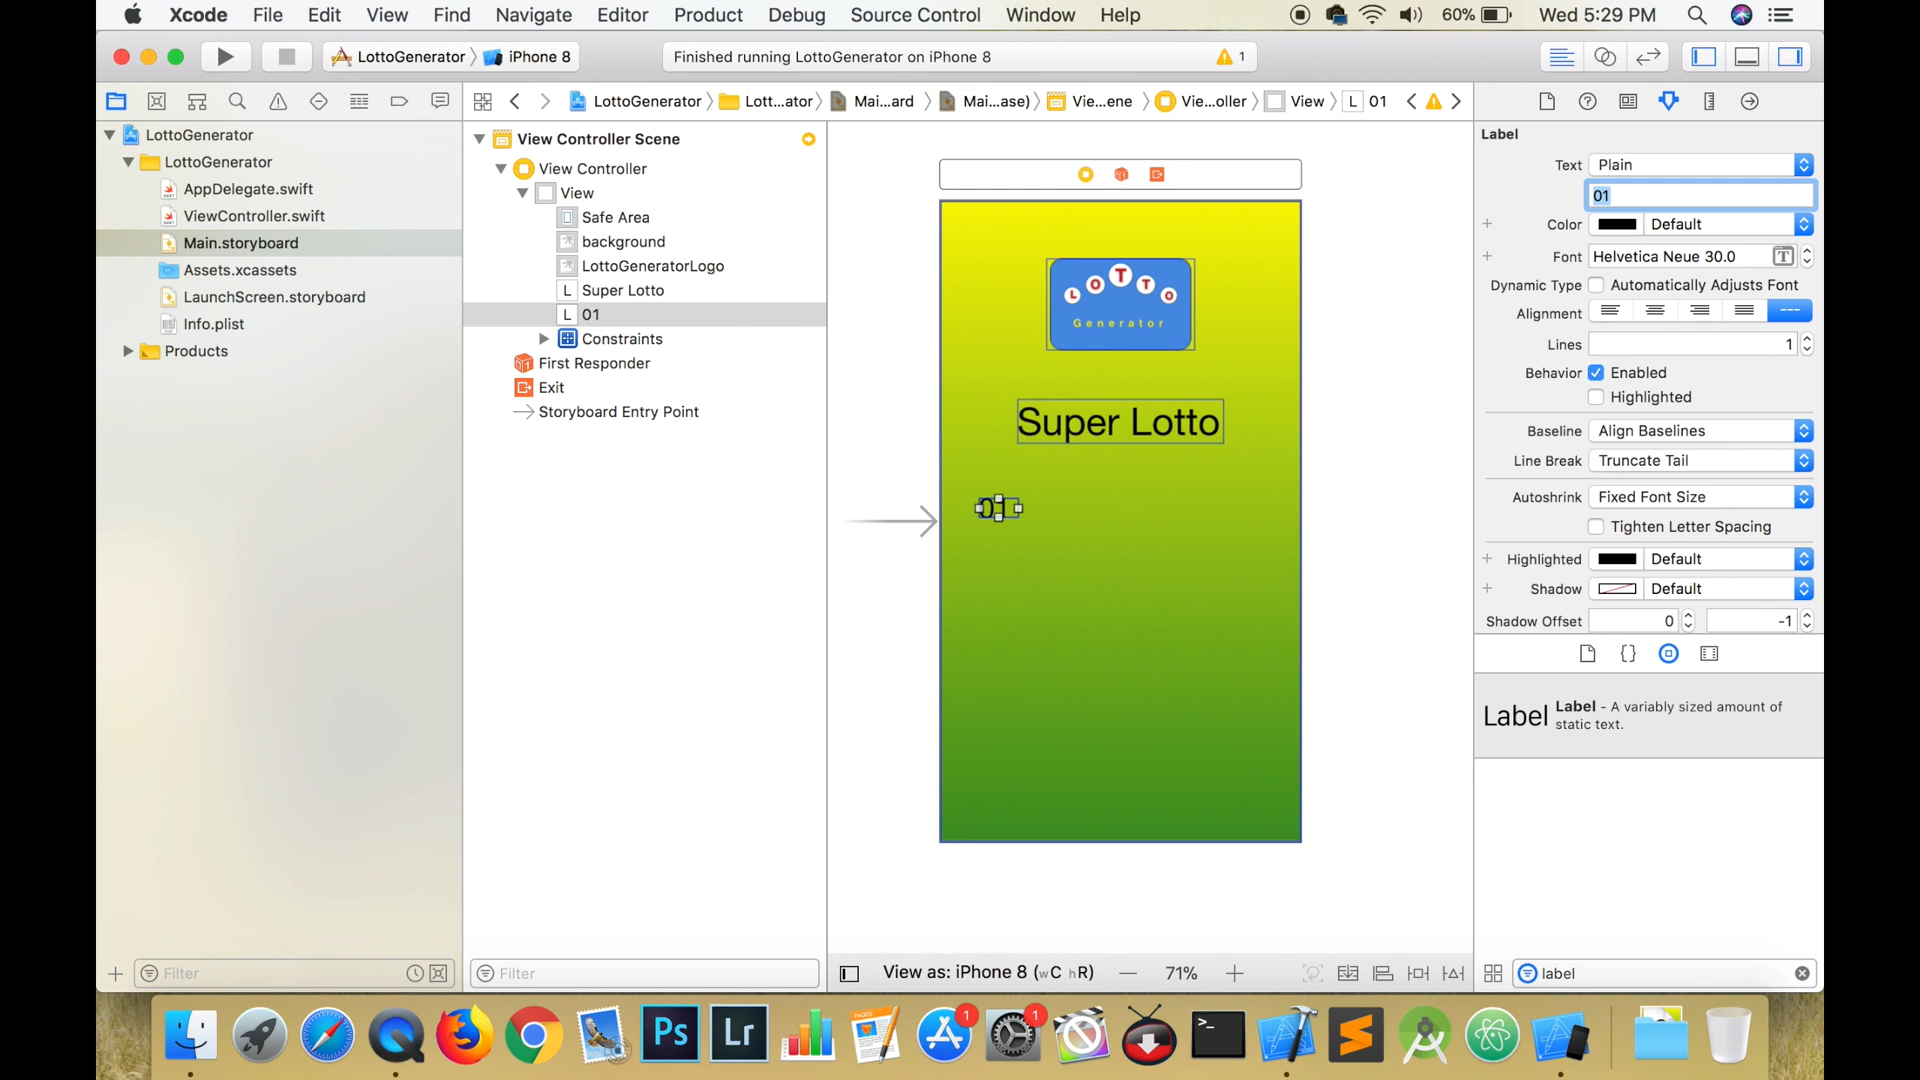 Xcode File Edit View Find Navigate Editor Product Debug Source Control Window Help 60% Wed 5:29 PM
LottoGenerator iPhone 8 Finished running LottoGenerator on iPhone 8 1
LottoGenerator Lott...ator Mai....ard Mai...ase) Vie...ene Vie...oller View L 01
LottoGenerator
LottoGenerator
AppDelegate.swift
ViewController.swift
Main.storyboard
Assets.xcassets
LaunchScreen.storyboard
Info.plist
Products
Filter
View Controller Scene
View Controller
View
Safe Area
background
LottoGeneratorLogo
L Super Lotto
L 01
Constraints
First Responder
Exit
Storyboard Entry Point
Filter
LOTTO
Generator
Super Lotto
01
View as: iPhone 8 (wC hR) 71%
Label
Text Plain
01
Color Default
Font Helvetica Neue 30.0 T
Dynamic Type Automatically Adjusts Font
Alignment
Lines 1
Behavior Enabled
Highlighted
Baseline Align Baselines
Line Break Truncate Tail
Autoshrink Fixed Font Size
Tighten Letter Spacing
Highlighted Default
Shadow Default
Shadow Offset 0 -1
Label Label - A variably sized amount of
static text.
label
Ps Lr 1 1